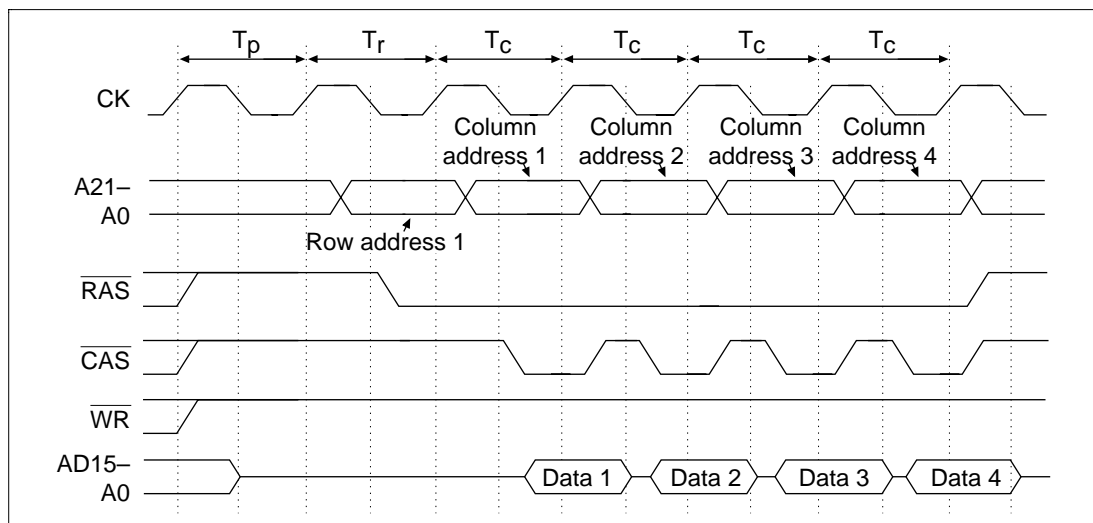 Tp Tr Tc Tc Tc Tc
CK
Column address 1
Column address 2
Column address 3
Column address 4
A21–
A0
Row address 1
RAS
CAS
WR
AD15–
A0
Data 1 Data 2 Data 3 Data 4